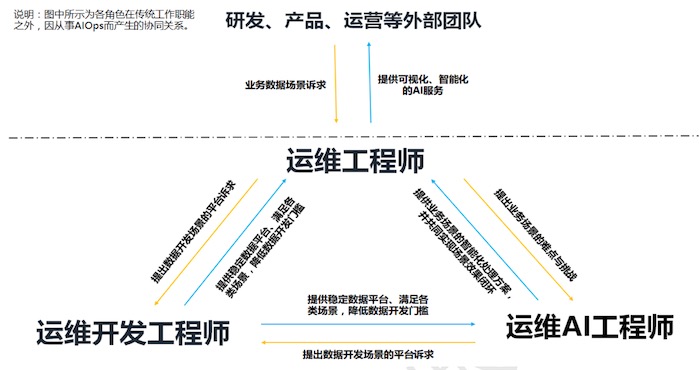 说明：图中所示为各角色在传统工作职能
之外，因从事AIOps而产生的协同关系。
研发、产品、运营等外部团队
业务数据场景诉求
提供可视化、智能化
的AI服务
运维工程师
提出数据开发场景的平台诉求
提供稳定数据平台、满足各
类场景，降低数据开发门槛
提供业务场景的智能化处理方案，
并共同实现场景效果闭环
提出业务场景的难点与挑战
运维开发工程师
提供稳定数据平台、满足各
类场景，降低数据开发门槛
提出数据开发场景的平台诉求
运维AI工程师